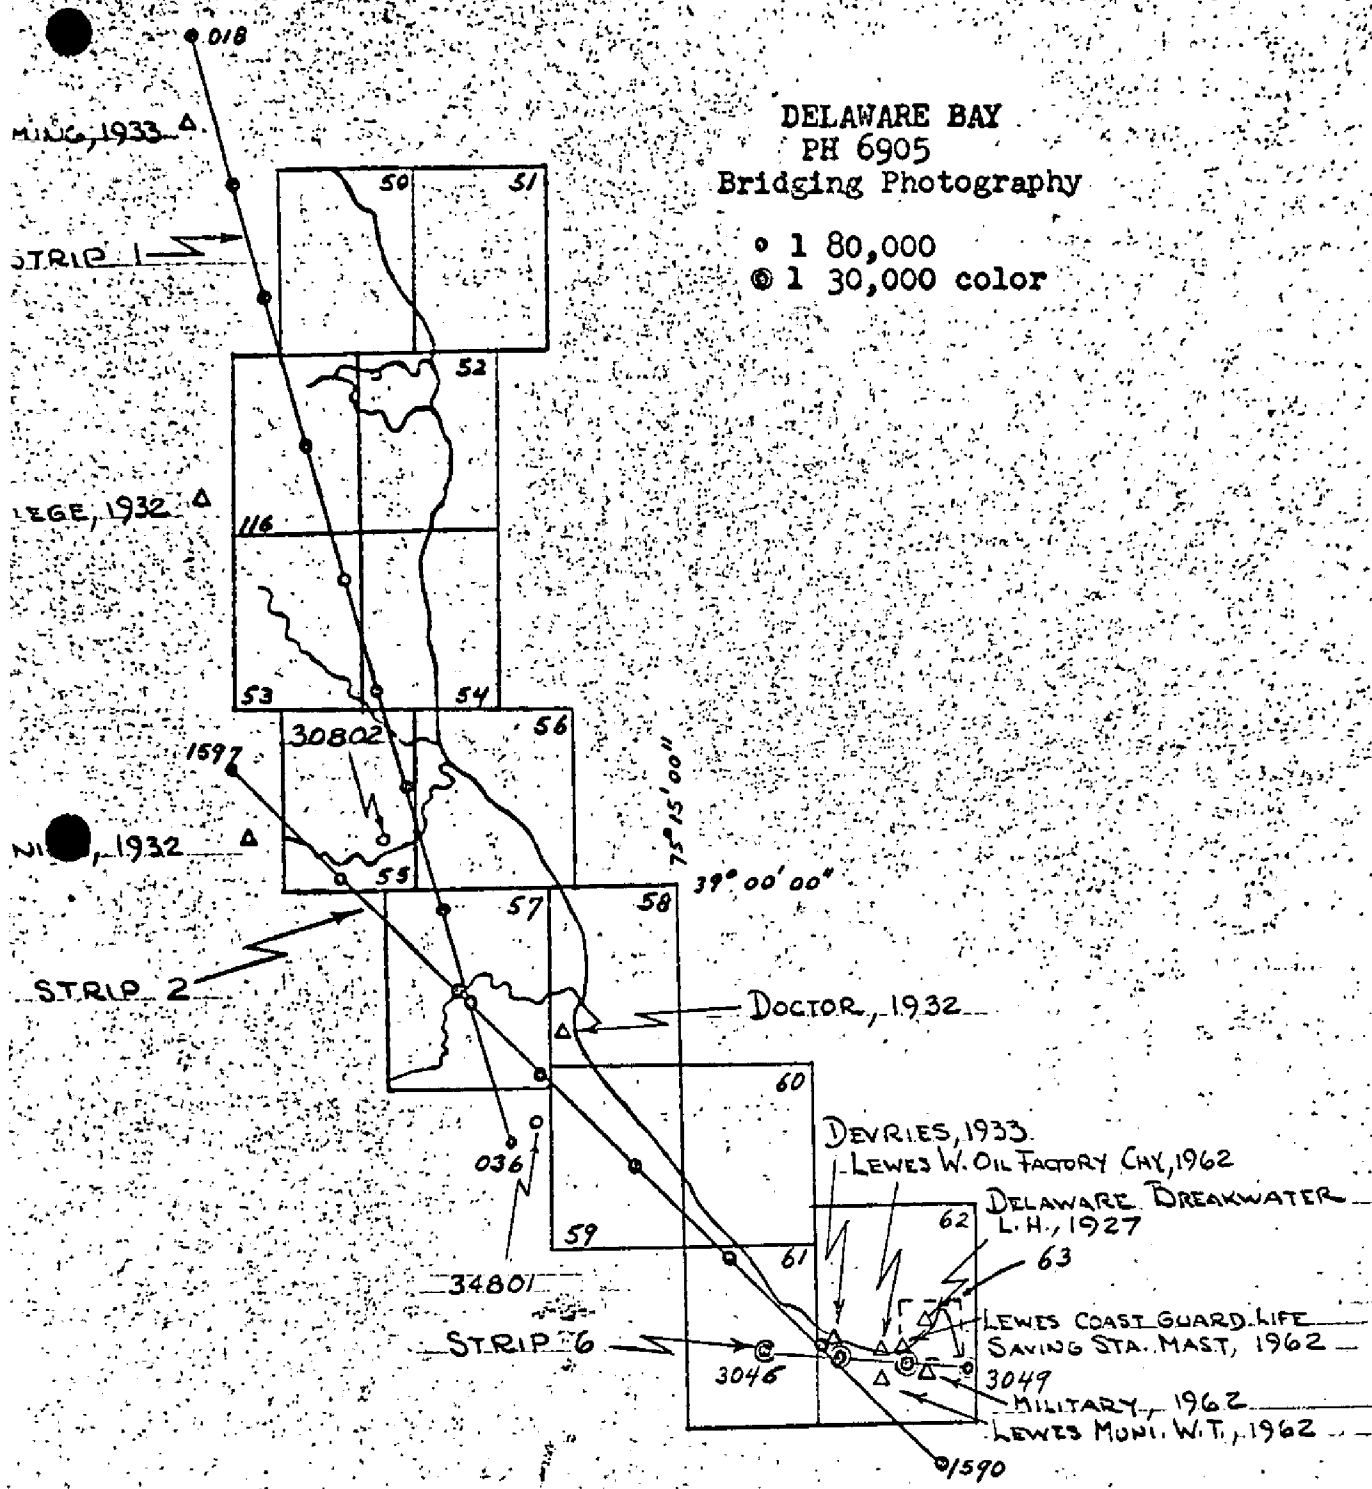 018
MING, 1933
DELAWARE BAY
PH 6905
Bridging Photography
1 80,000
1 30,000 color
50
51
STRIP 1
52
LEGE, 1932
116
53
54
30802
56
1597
75° 15' 00"
, 1932
55
39° 00' 00"
57
58
STRIP 2
DOCTOR, 1932
60
036
DEVRIES, 1933
LEWES W. OIL FACTORY CHY, 1962
DELAWARE BREAKWATER
L.H., 1927
62
59
61
63
34801
LEWES COAST GUARD LIFE
SAVING STA. MAST, 1962
STRIP 6
3046
3049
MILITARY, 1962
LEWES MUNI. W.T., 1962
1590